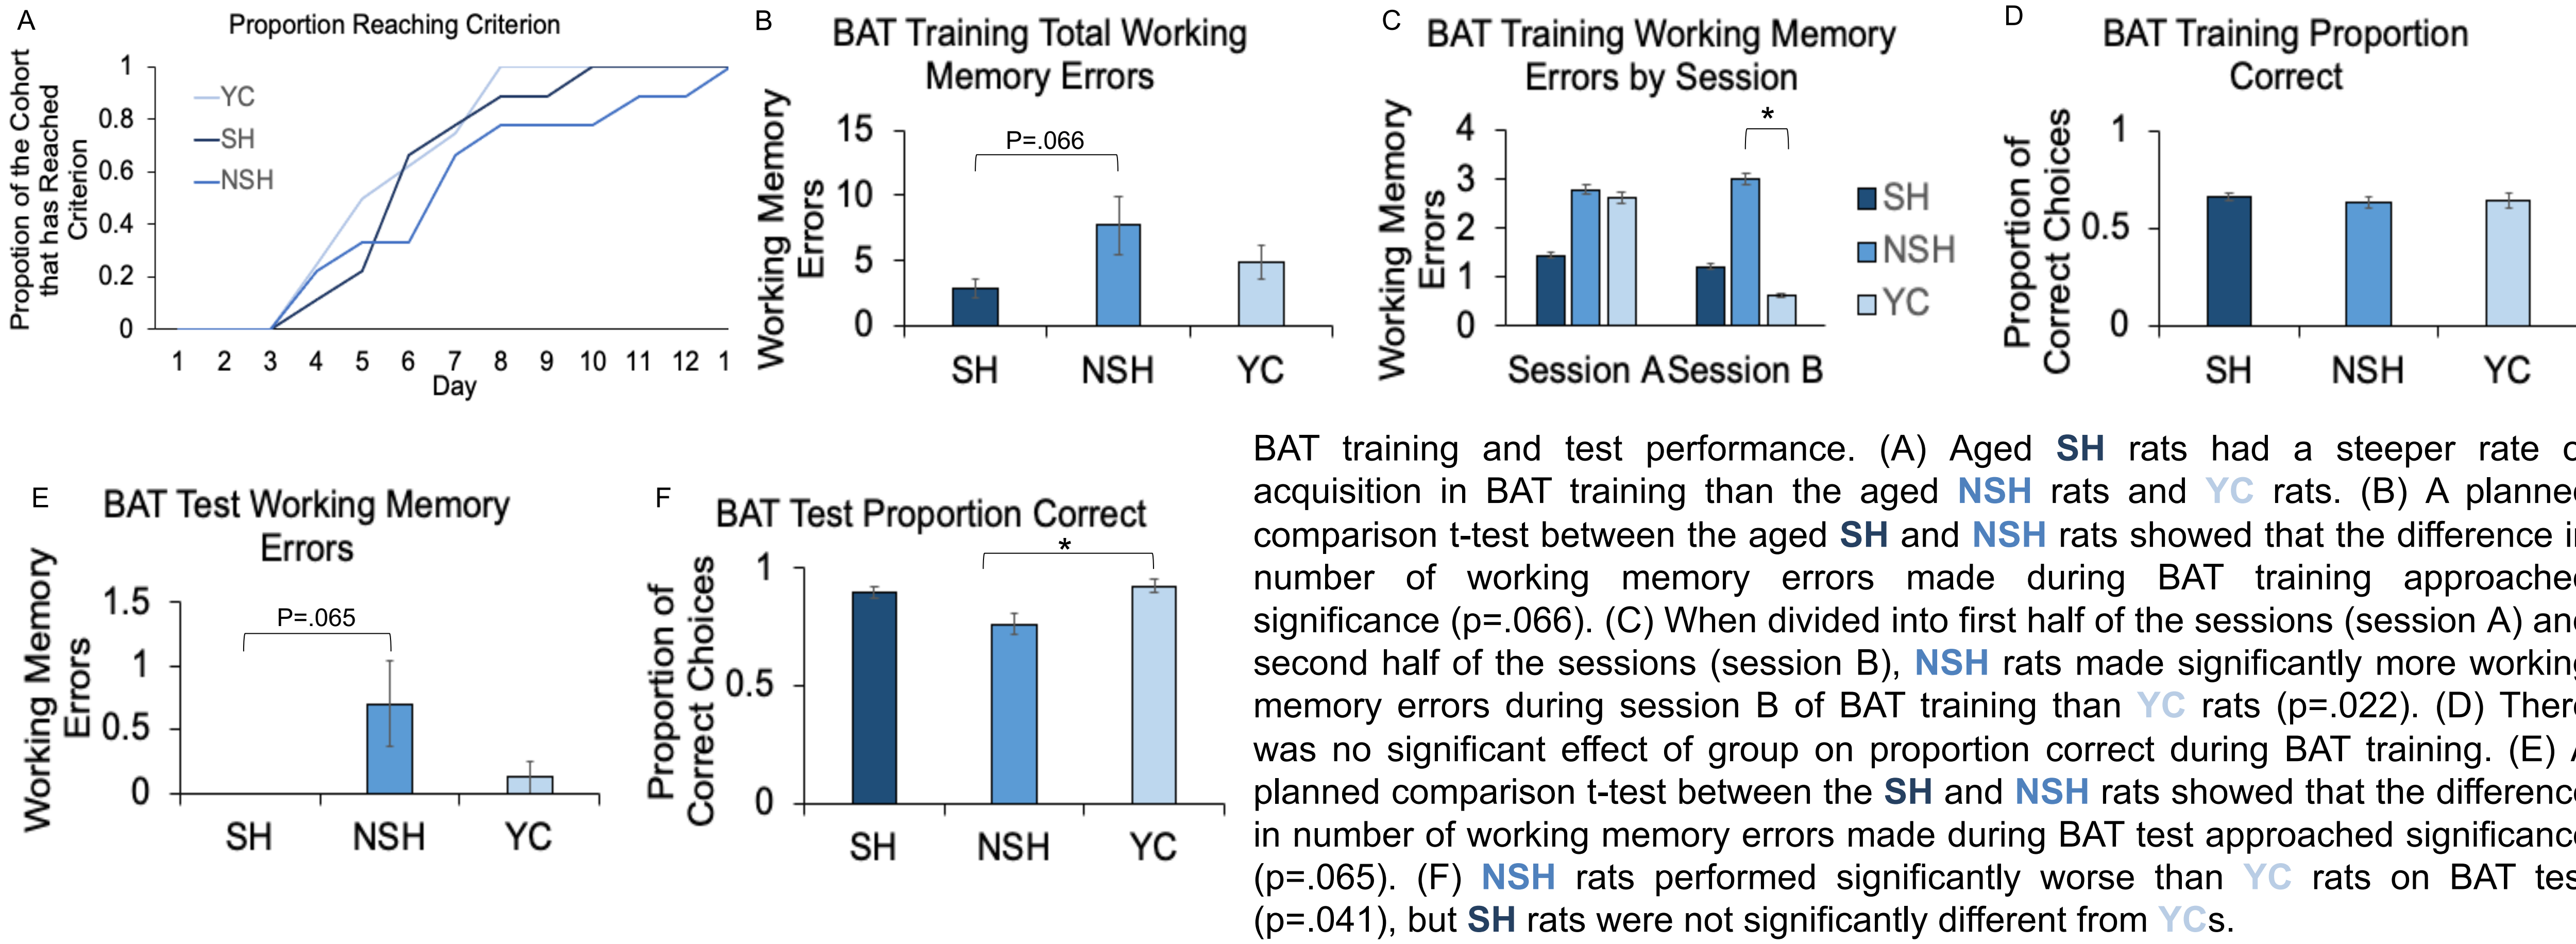 A
Proportion Reaching Criterion
Propotion of the Cohort
that has Reached
Criterion
1
0.8
0.6
0.4
0.2
0
YC
SH
NSH
1 2 3 4 5 6 7 8 9 10 11 12 1
Day
B
BAT Training Total Working
Memory Errors
Working Memory
Errors
15
10
5
0
P=.066
SH NSH YC
C
BAT Training Working Memory
Errors by Session
Working Memory
Errors
4
3
2
1
0
*
Session A Session B
SH
NSH
YC
D
BAT Training Proportion
Correct
Proportion of
Correct Choices
1
0.5
0
SH NSH YC
E
BAT Test Working Memory
Errors
Working Memory
Errors
1.5
1
0.5
0
P=.065
SH NSH YC
F
BAT Test Proportion Correct
Proportion of
Correct Choices
1
0.5
0
*
SH NSH YC
BAT training and test performance. (A) Aged SH rats had a steeper rate
acquisition in BAT training than the aged NSH rats and YC rats. (B) A
comparison t-test between the aged SH and NSH rats showed that the difference
number of working memory errors made during BAT training
significance (p=.066). (C) When divided into first half of the sessions (session A)
second half of the sessions (session B), NSH rats made significantly more
memory errors during session B of BAT training than YC rats (p=.022). (D)
was no significant effect of group on proportion correct during BAT training. (E)
planned comparison t-test between the SH and NSH rats showed that the
in number of working memory errors made during BAT test approached
(p=.065). (F) NSH rats performed significantly worse than YC rats on BAT
(p=.041), but SH rats were not significantly different from YCs.